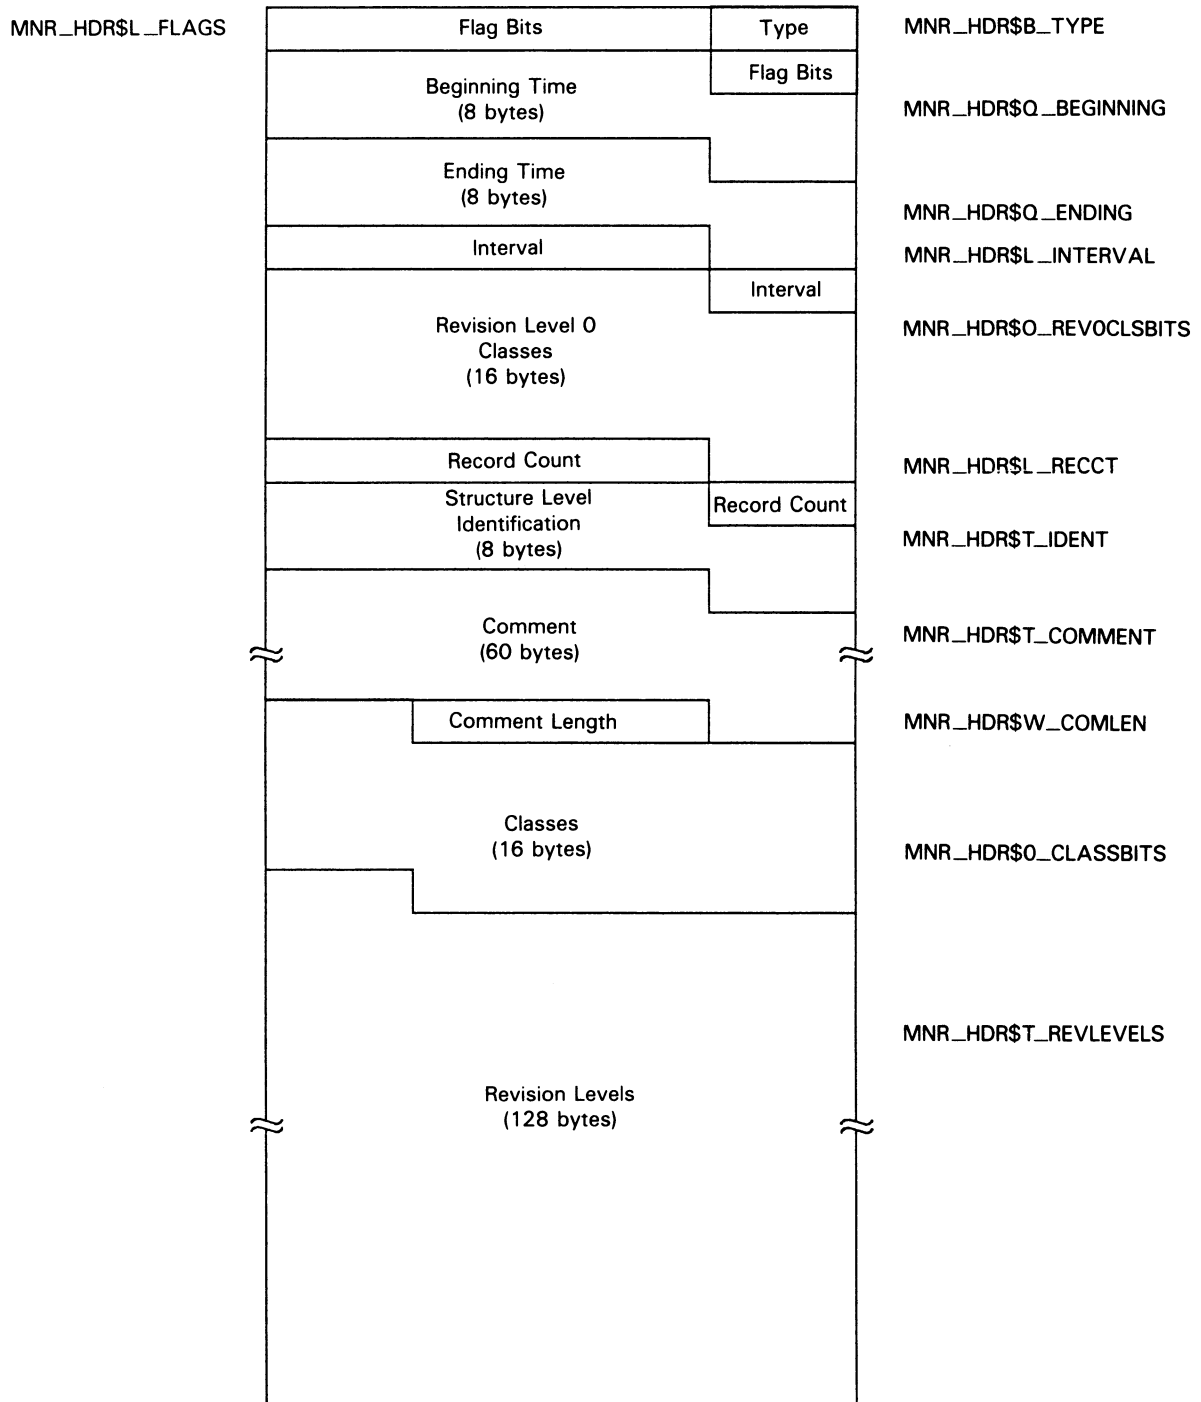 MNR_HDR$L_FLAGS Flag Bits Type MNR_HDR$B_TYPE
Flag Bits
Beginning Time
(8 bytes)
MNR_HDR$Q_BEGINNING
Ending Time
(8 bytes)
MNR_HDR$Q_ENDING
Interval MNR_HDR$L_INTERVAL
Interval
Revision Level 0
Classes
(16 bytes)
MNR_HDR$O_REV0CLSBITS
Record Count MNR_HDR$L_RECCT
Structure Level
Identification
(8 bytes)
Record Count
MNR_HDR$T_IDENT
Comment
(60 bytes)
MNR_HDR$T_COMMENT
Comment Length MNR_HDR$W_COMLEN
Classes
(16 bytes)
MNR_HDR$0_CLASSBITS
MNR_HDR$T_REVLEVELS
Revision Levels
(128 bytes)